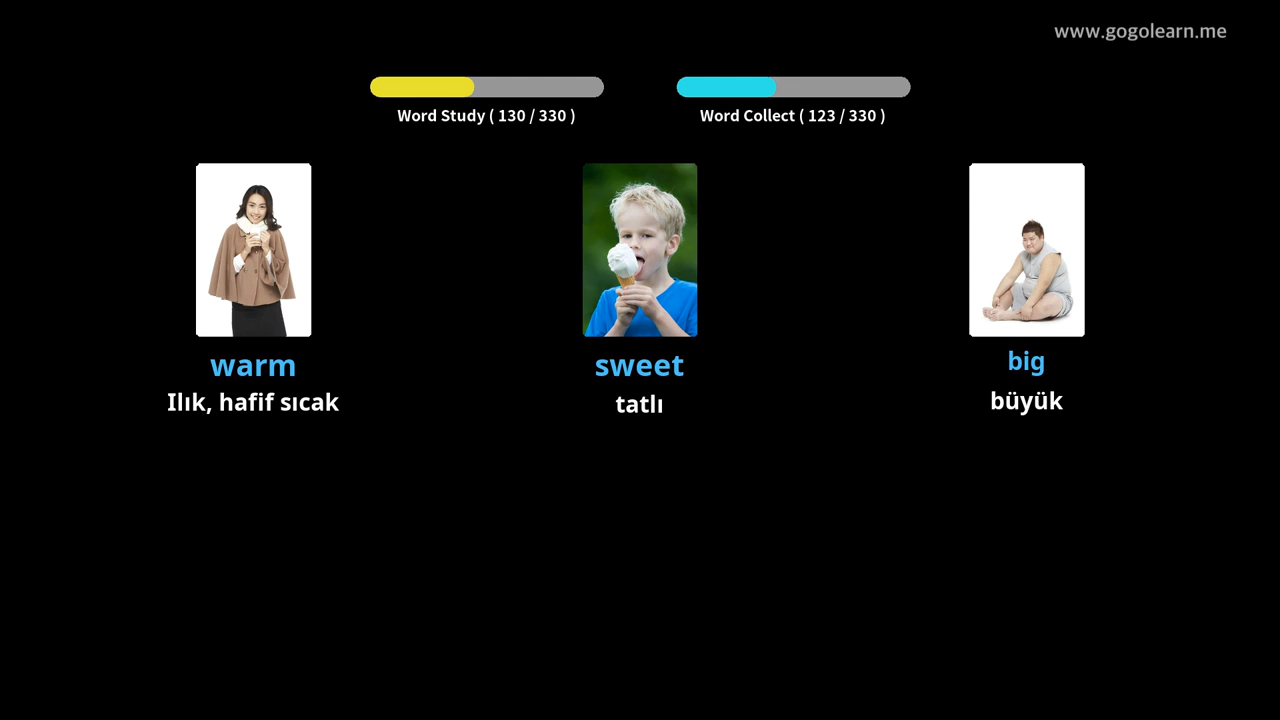 www.gogolearn.me
Word Study ( 130 / 330 )
Word Collect ( 123 / 330 )
warm
sweet
big
Ilık, hafif sıcak
tatlı
büyük